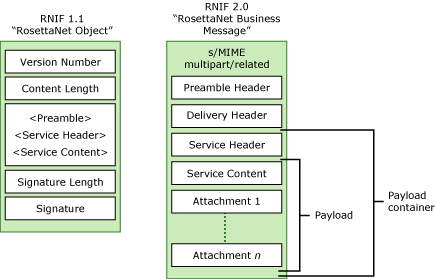 RNIF 1.1
“RosettaNet Object”
Version Number
Content Length
<Preamble>
<Service Header>
<Service Content>
Signature Length
Signature
RNIF 2.0
“RosettaNet Business
Message”
s/MIME
multipart/related
Preamble Header
Delivery Header
Service Header
Service Content
Attachment 1
Attachment n
Payload
Payload
container